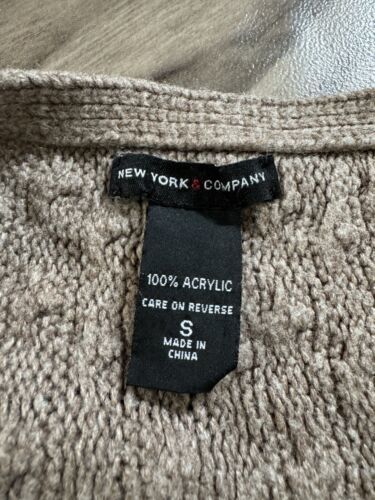 NEW YORK & COMPANY
100% ACRYLIC
CARE ON REVERSE
S
MADE IN
CHINA